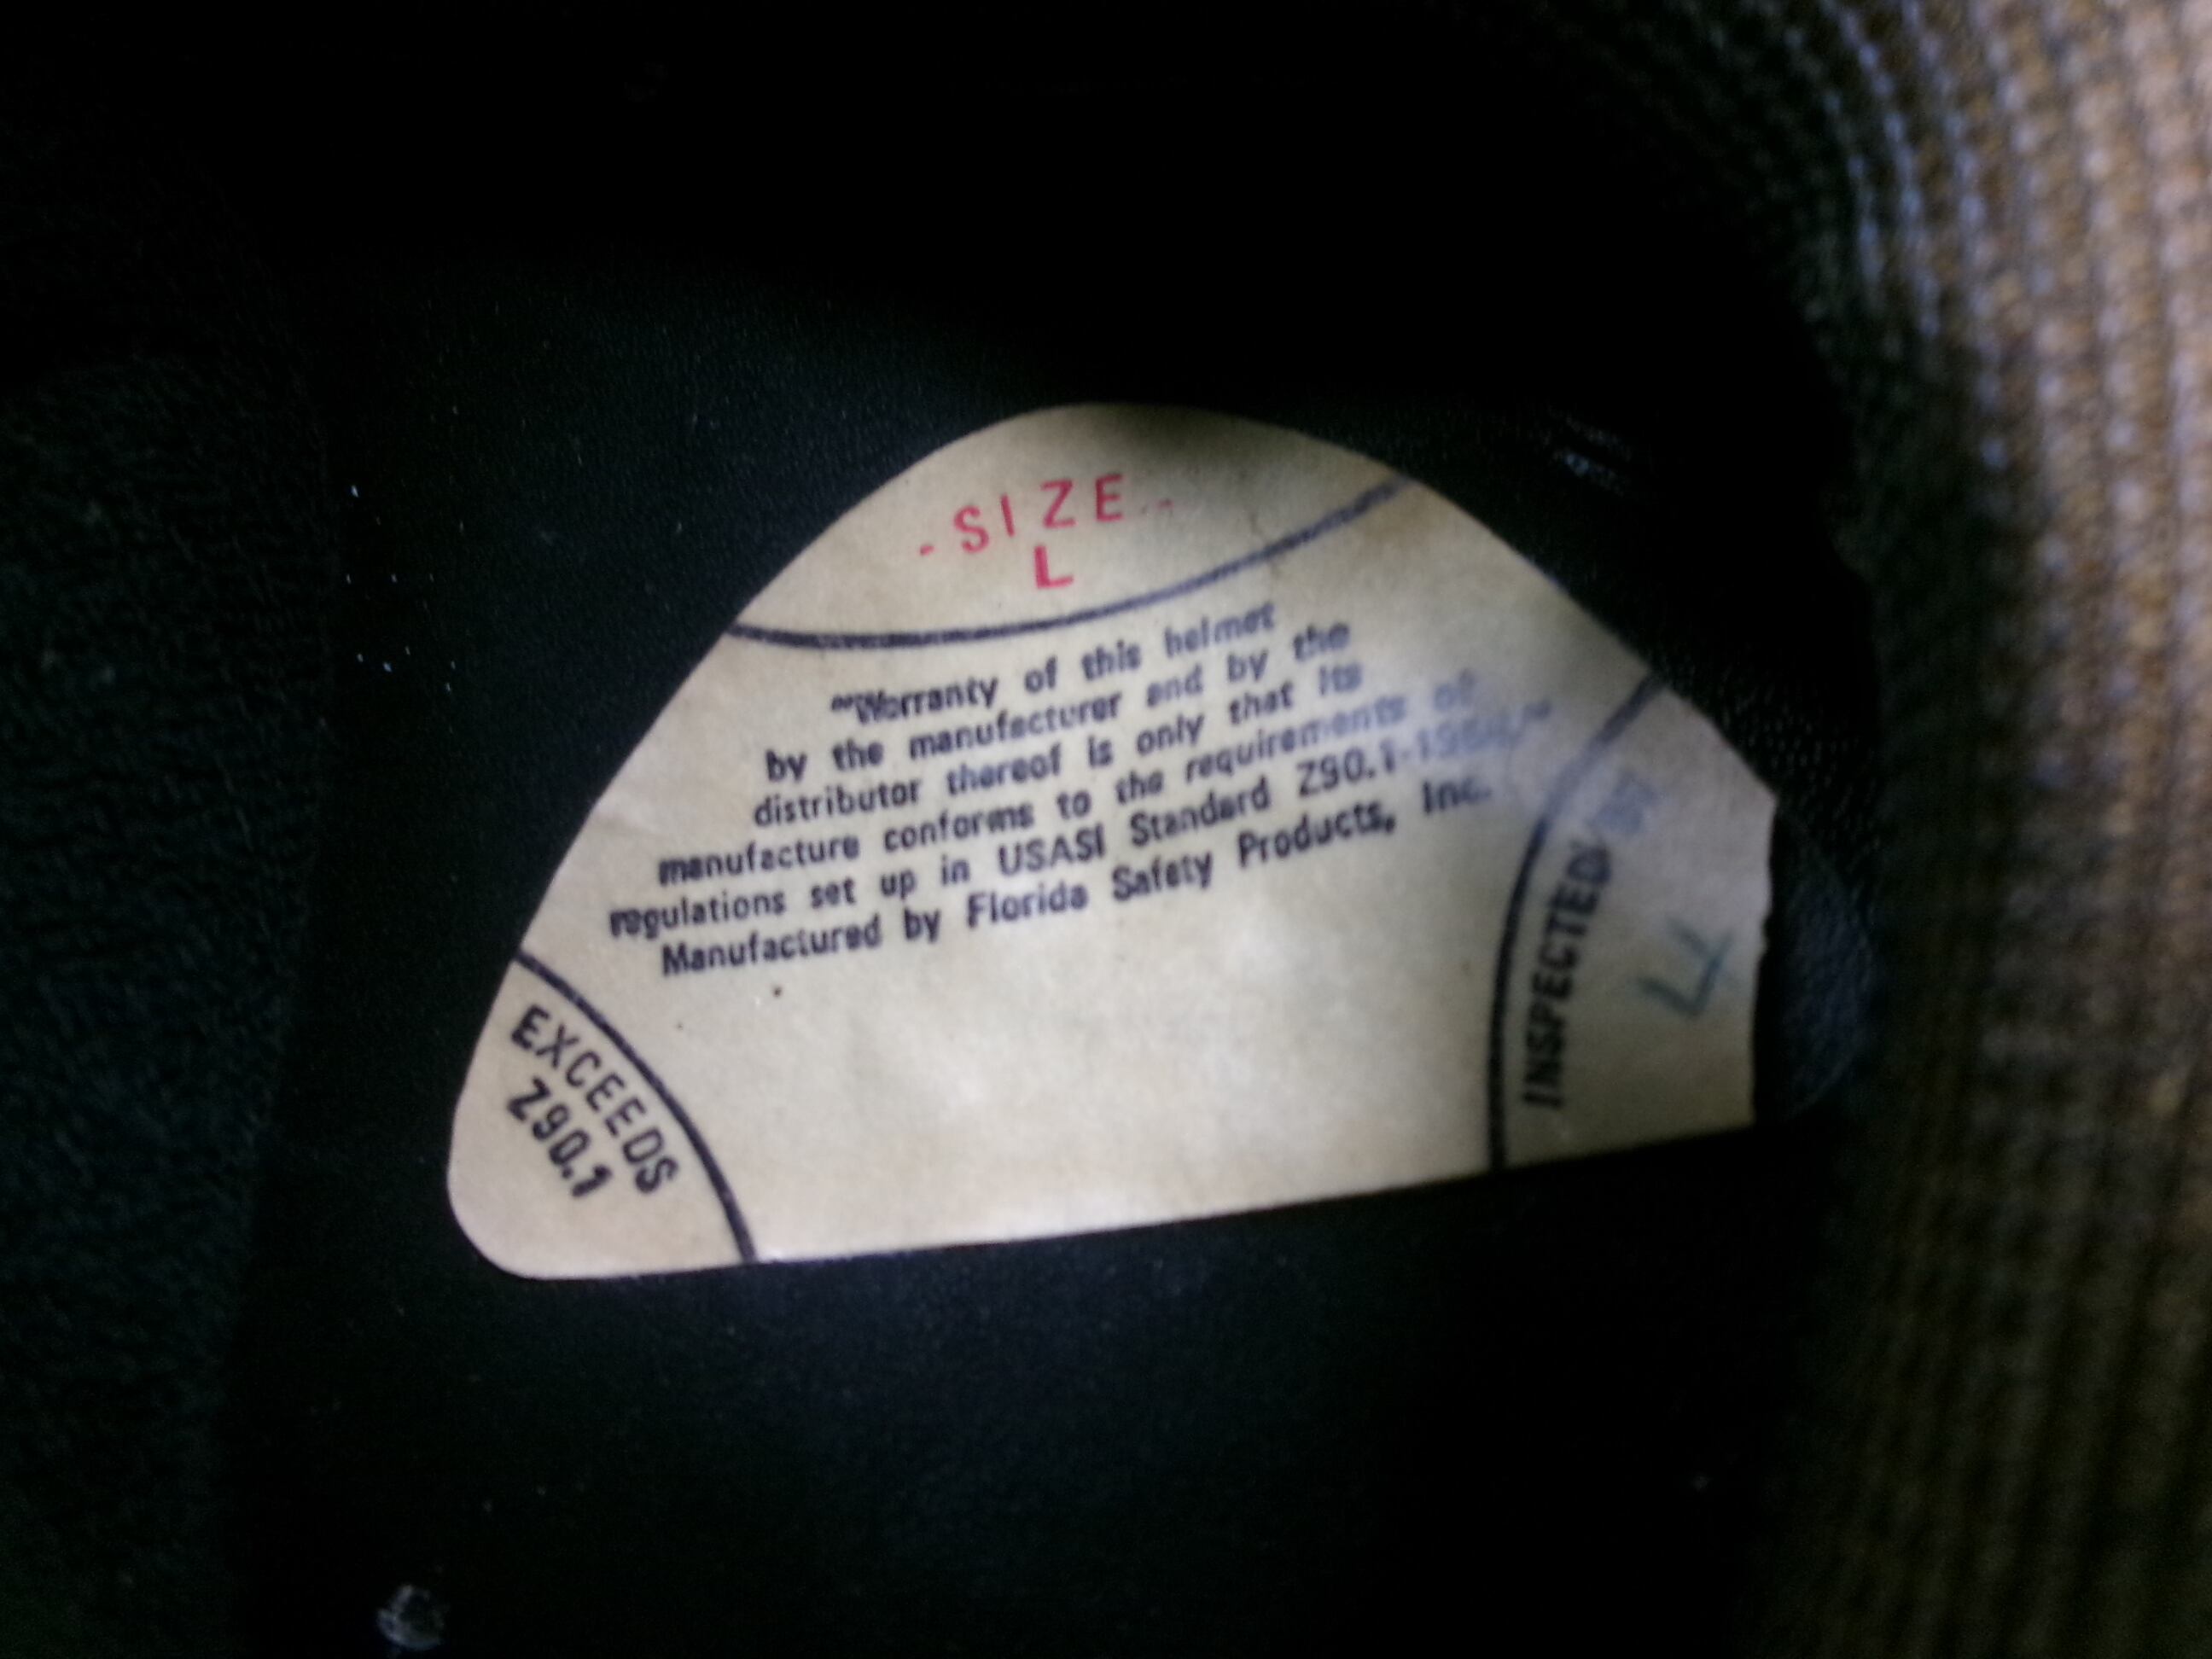 - SIZE -
L
"Warranty of this helmet
by the manufacturer and by the
distributor thereof is only that its
manufacture conforms to the requirements of
regulations set up in USASI Standard Z90.1-
Manufactured by Florida Safety Products, Inc.
EXCEEDS
Z90.1
INSPECTED BY